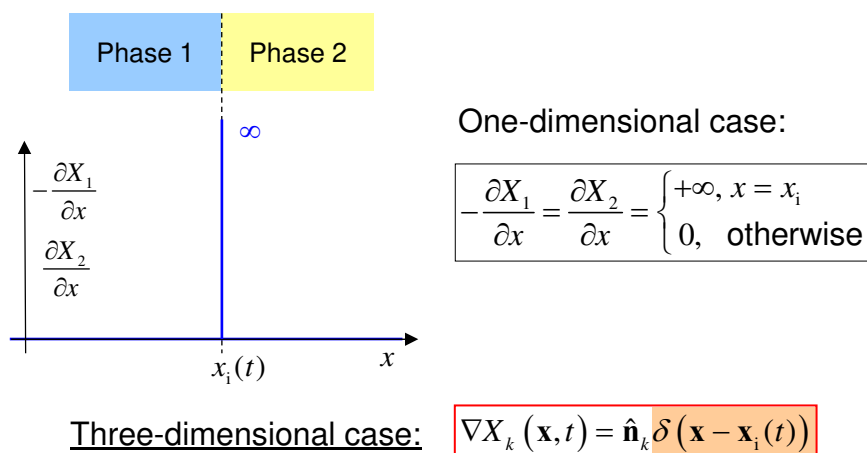 Phase 1 Phase 2
∞
One-dimensional case:
−∂X₁/∂x
∂X₂/∂x
−∂X₁/∂x = ∂X₂/∂x = { +∞, x = xᵢ
0, otherwise
x
xᵢ(t)
Three-dimensional case: ∇Xₖ(𝐱,t) = 𝐧̂ₖδ(𝐱 − 𝐱ᵢ(t))